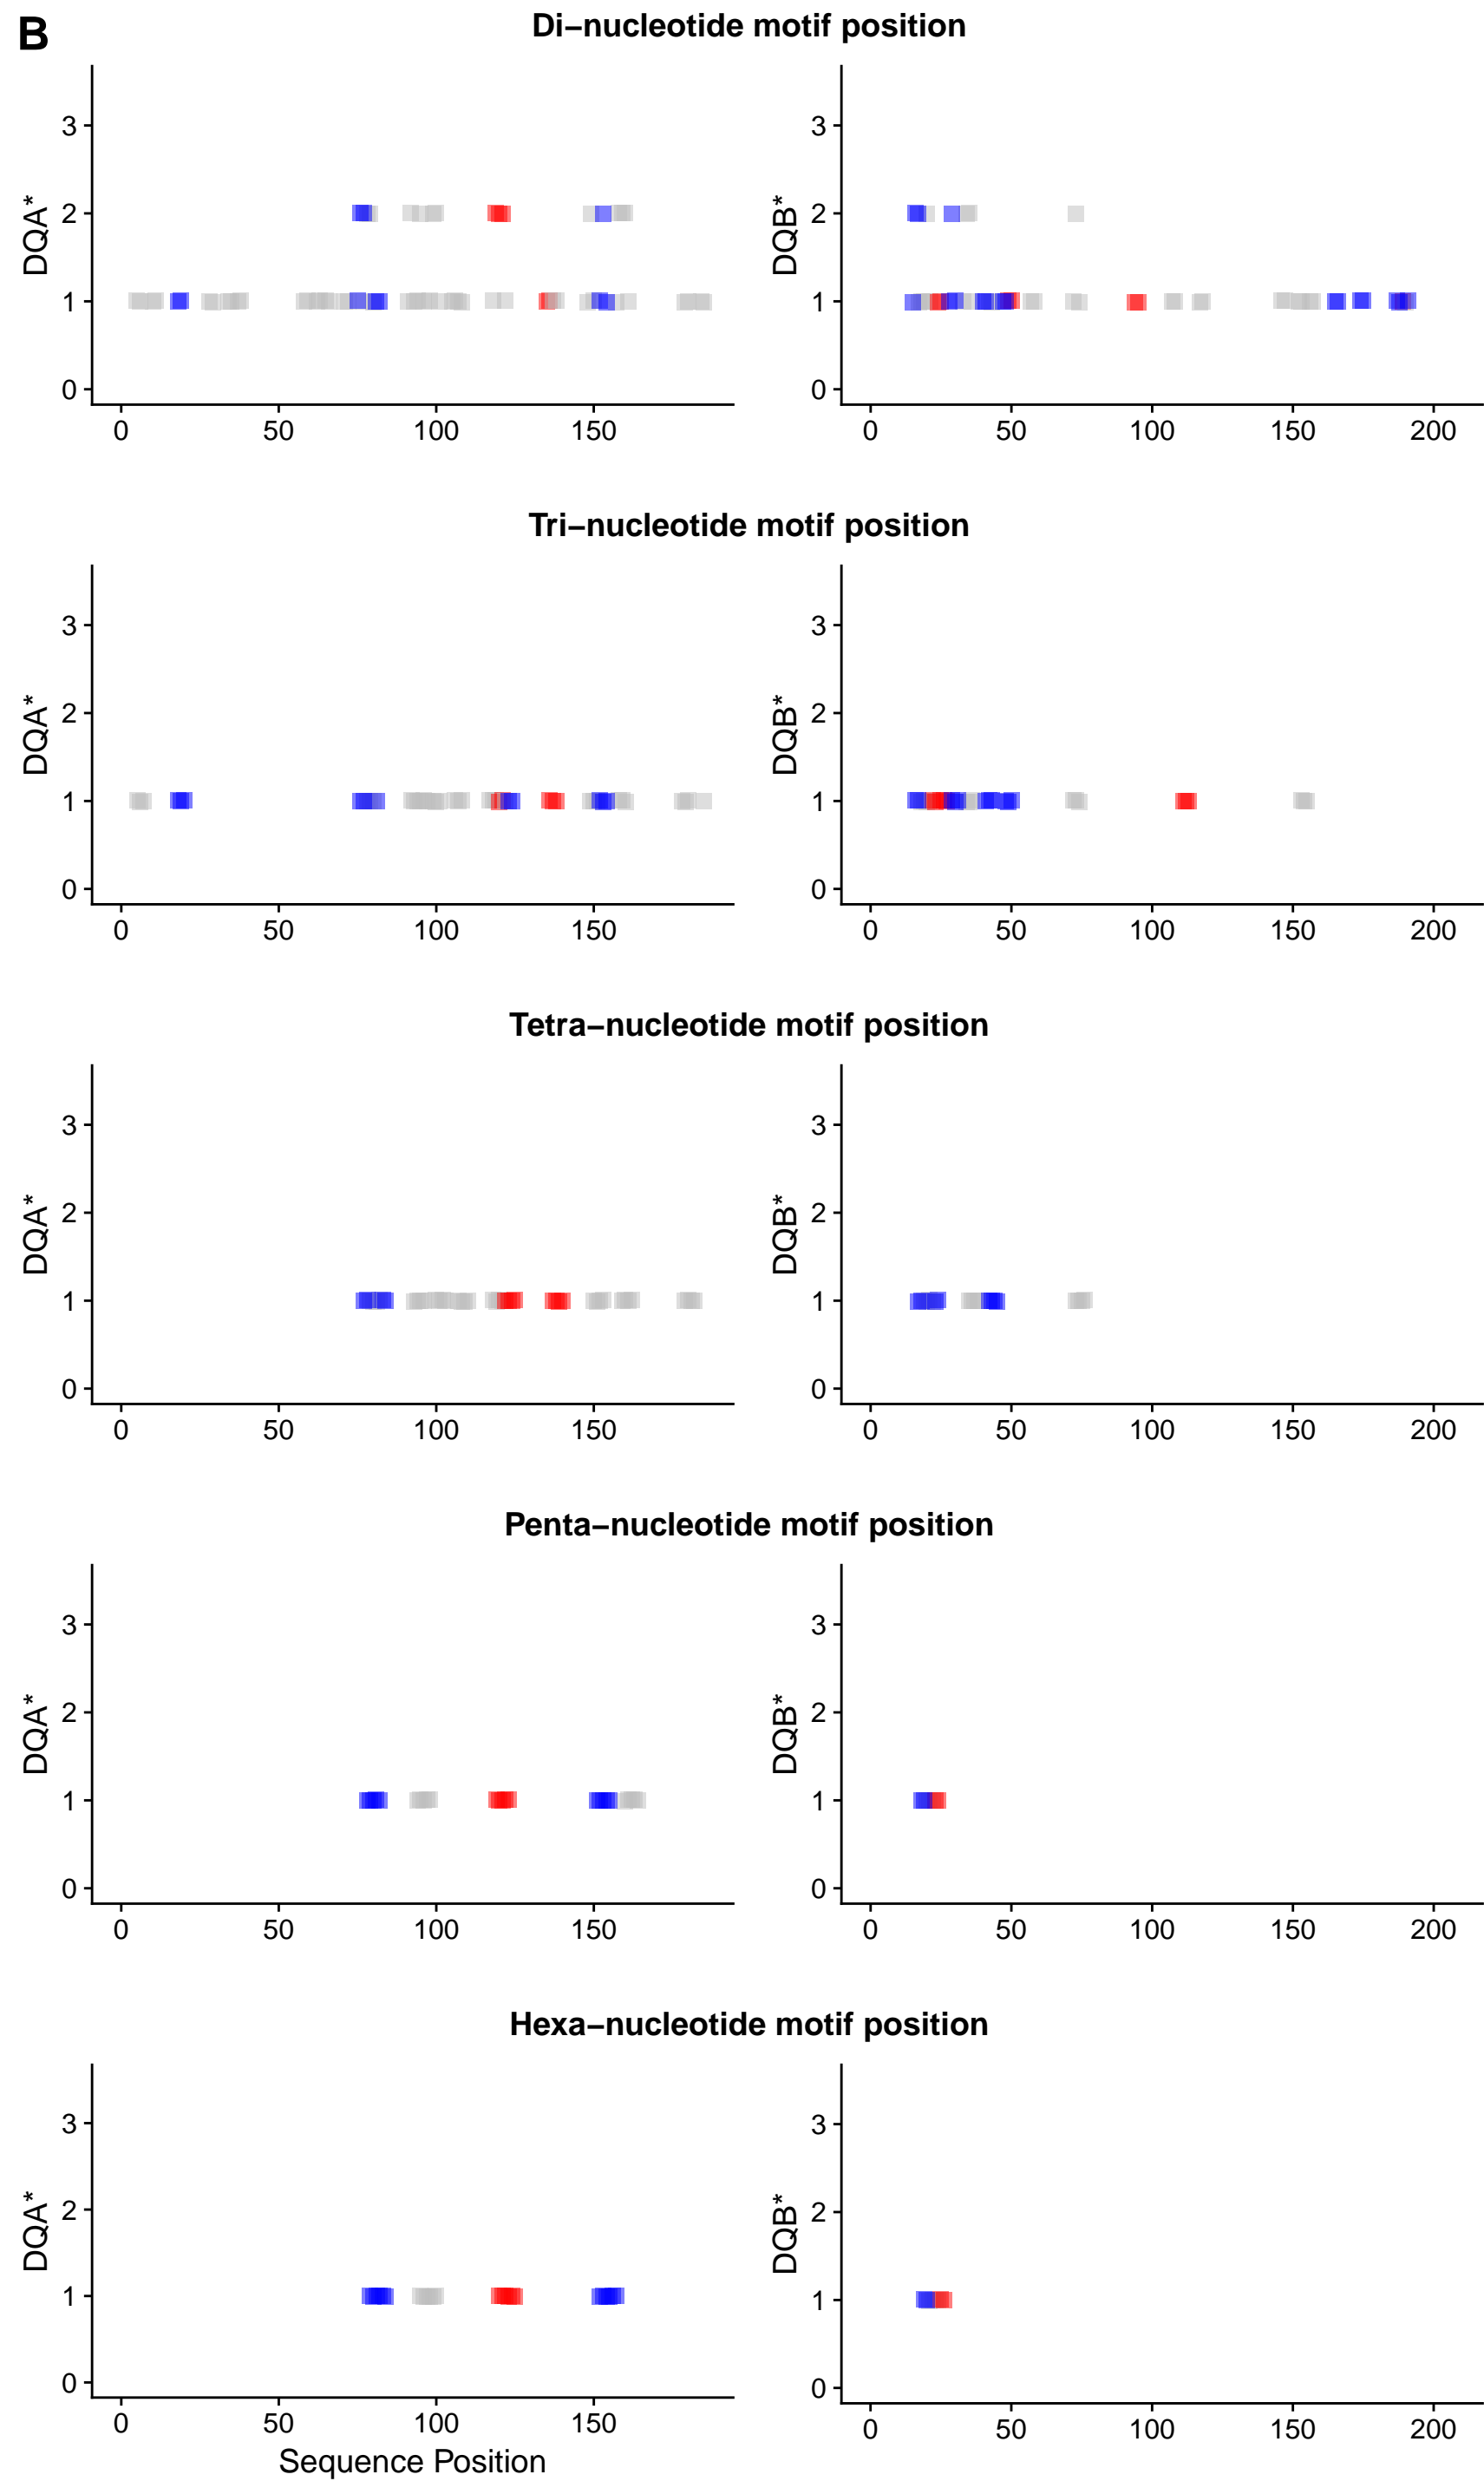 B
Di−nucleotide motif position
DQA*
3
2
1
0
0 50 100 150
DQB*
3
2
1
0
0 50 100 150 200
Tri−nucleotide motif position
DQA*
3
2
1
0
0 50 100 150
DQB*
3
2
1
0
0 50 100 150 200
Tetra−nucleotide motif position
DQA*
3
2
1
0
0 50 100 150
DQB*
3
2
1
0
0 50 100 150 200
Penta−nucleotide motif position
DQA*
3
2
1
0
0 50 100 150
DQB*
3
2
1
0
0 50 100 150 200
Hexa−nucleotide motif position
DQA*
3
2
1
0
0 50 100 150
Sequence Position
DQB*
3
2
1
0
0 50 100 150 200